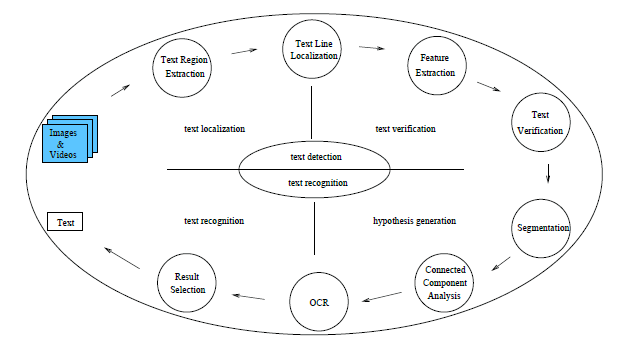 Text Line
Localization
Text Region
Extraction
Feature
Extraction
Images
&
Videos
Text
Verification
text localization
text verification
text detection
text recognition
Text
text recognition
hypothesis generation
Segmentation
Result
Selection
OCR
Connected
Component
Analysis